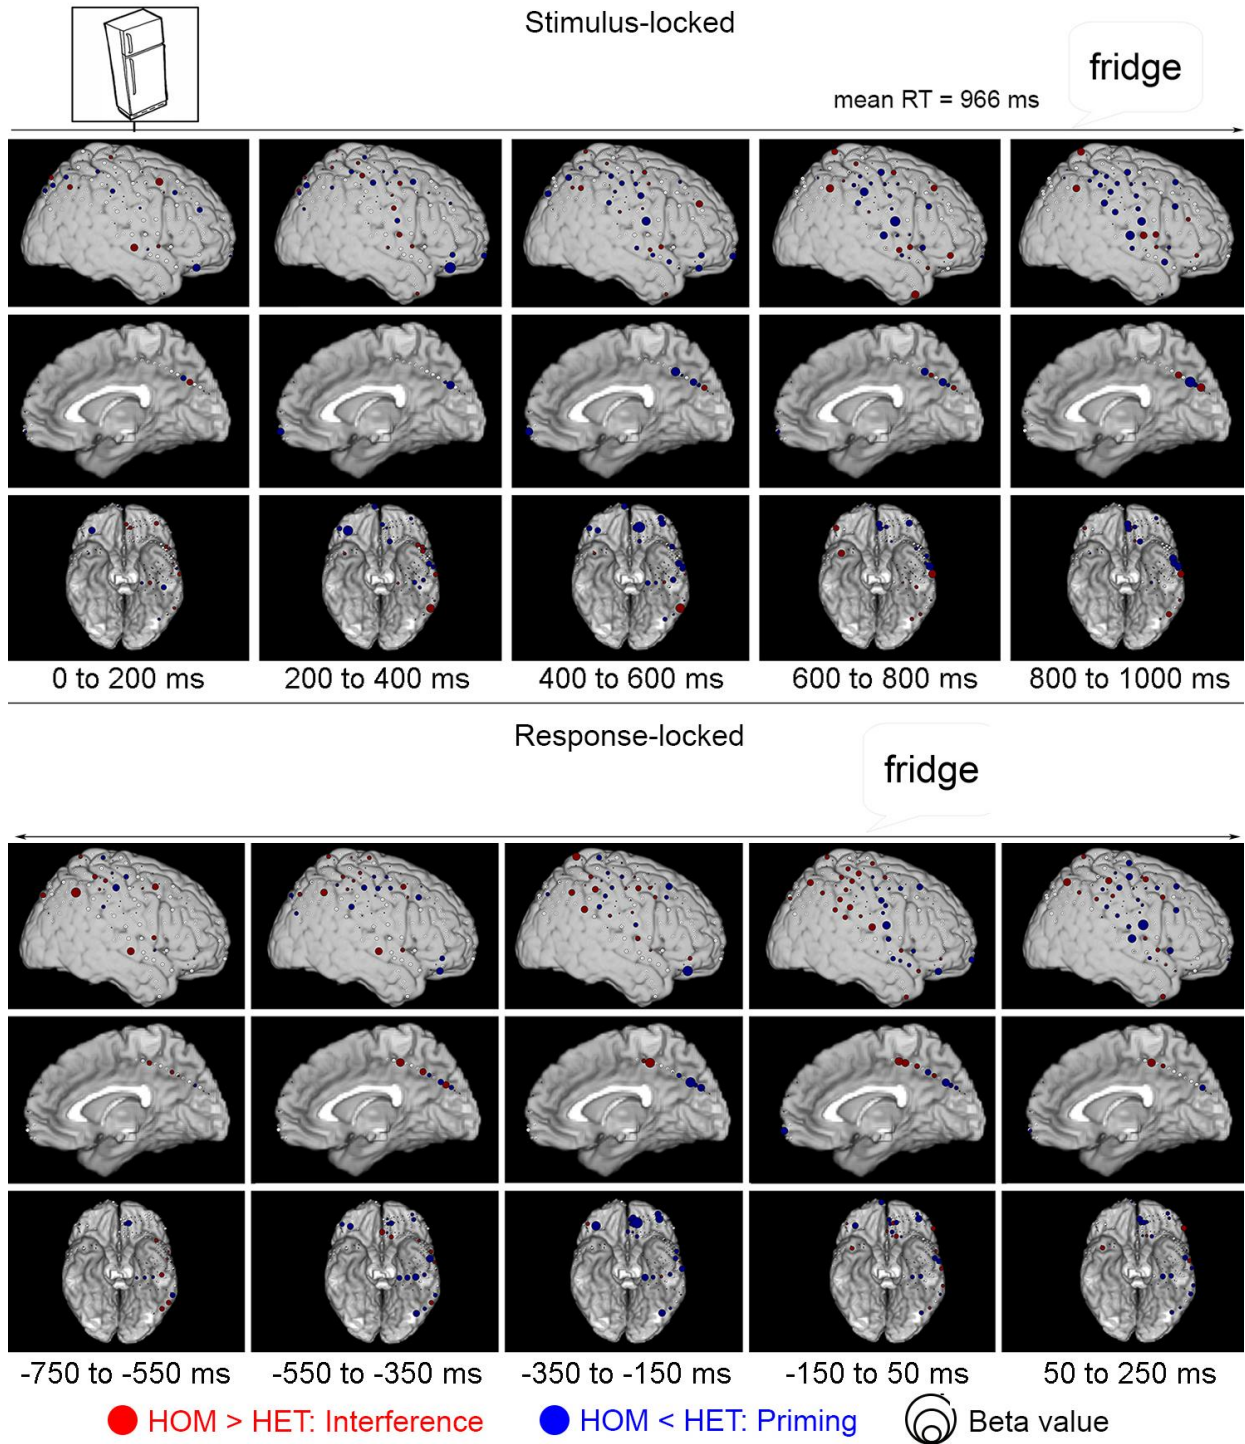 Stimulus-locked
fridge
mean RT = 966 ms
0 to 200 ms
200 to 400 ms
400 to 600 ms
600 to 800 ms
800 to 1000 ms
Response-locked
fridge
-750 to -550 ms
-550 to -350 ms
-350 to -150 ms
-150 to 50 ms
50 to 250 ms
HOM > HET: Interference
HOM < HET: Priming
Beta value